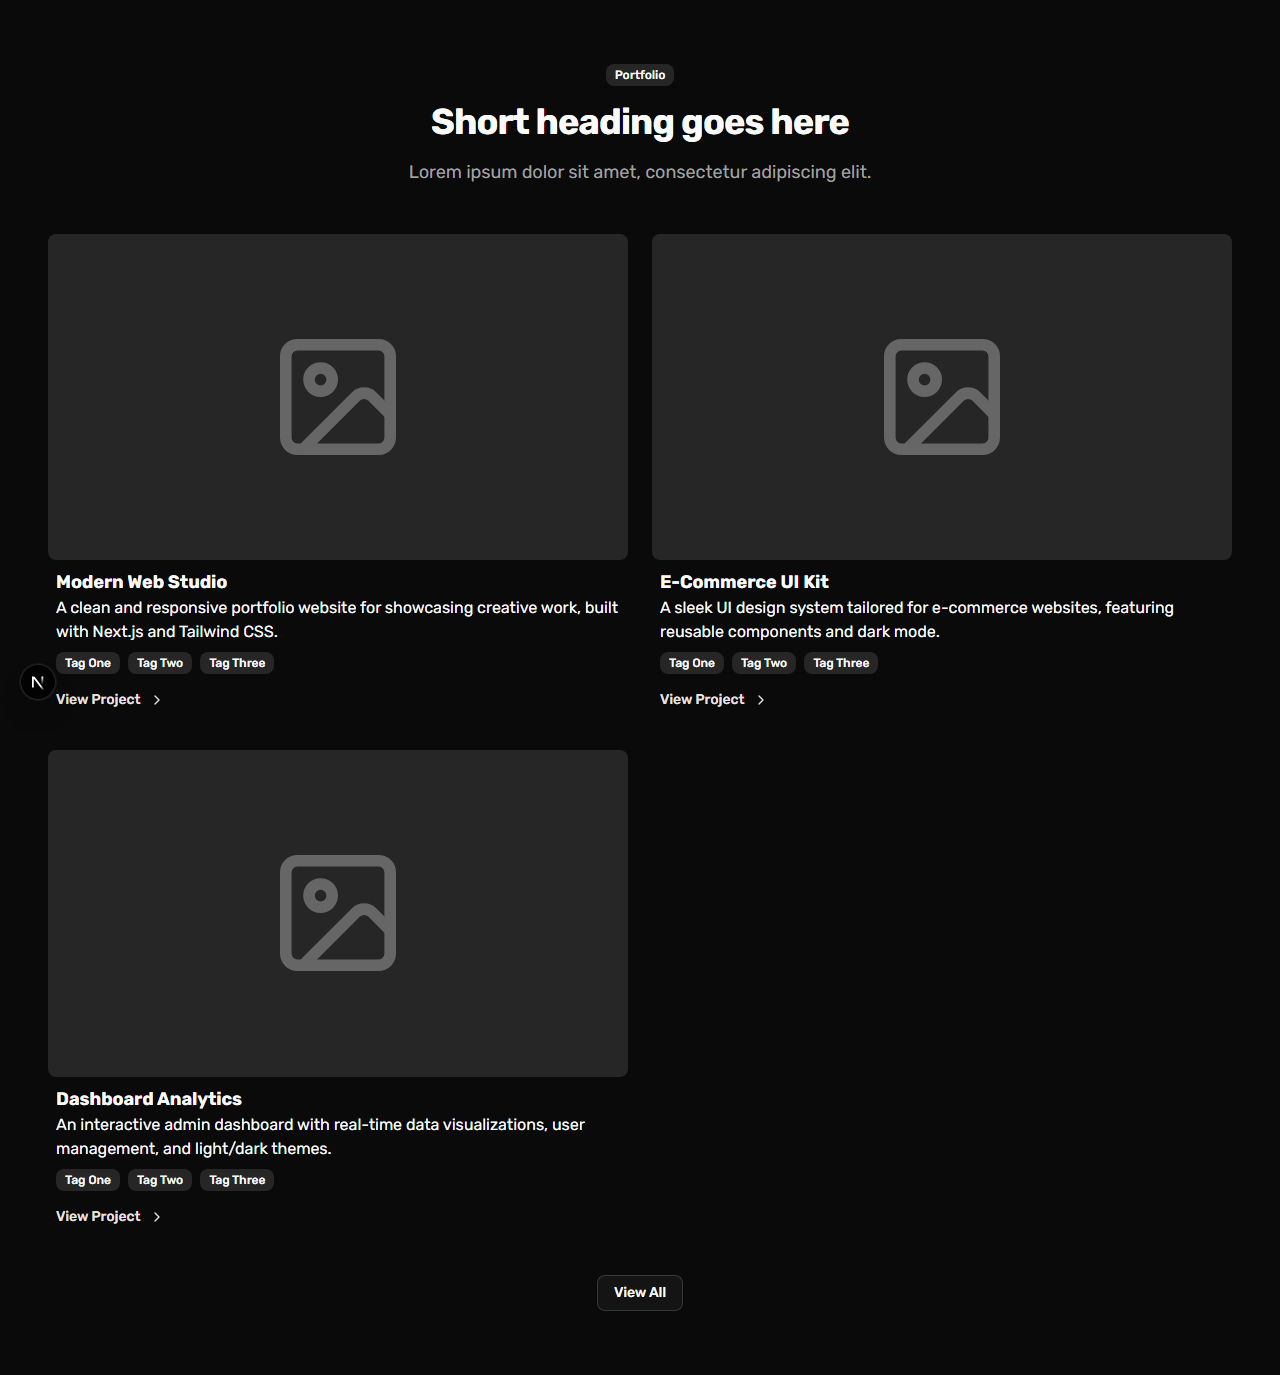 Portfolio
Short heading goes here
Lorem ipsum dolor sit amet, consectetur adipiscing elit.
Modern Web Studio
A clean and responsive portfolio website for showcasing creative work, built
with Next.js and Tailwind CSS.
Tag One Tag Two Tag Three
View Project
E-Commerce UI Kit
A sleek UI design system tailored for e-commerce websites, featuring
reusable components and dark mode.
Tag One Tag Two Tag Three
View Project
N
Dashboard Analytics
An interactive admin dashboard with real-time data visualizations, user
management, and light/dark themes.
Tag One Tag Two Tag Three
View Project
View All